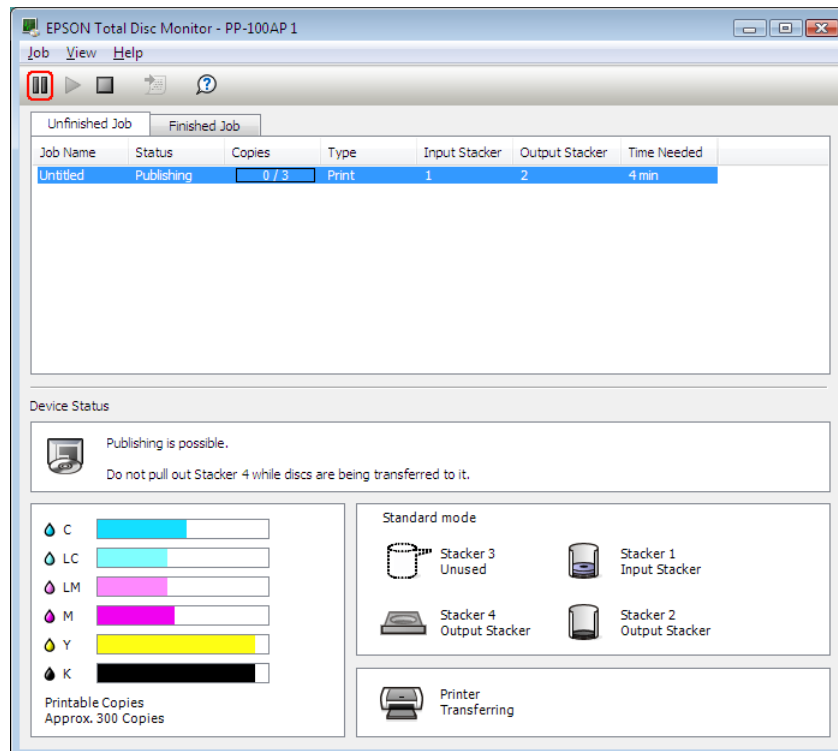 EPSON Total Disc Monitor - PP-100AP 1
Job View Help
Unfinished Job Finished Job
Job Name Status Copies Type Input Stacker Output Stacker Time Needed
Untitled Publishing 0 / 3 Print 1 2 4 min
Device Status
Publishing is possible.
Do not pull out Stacker 4 while discs are being transferred to it.
C
LC
LM
M
Y
K
Printable Copies
Approx. 300 Copies
Standard mode
Stacker 3
Unused
Stacker 1
Input Stacker
Stacker 4
Output Stacker
Stacker 2
Output Stacker
Printer
Transferring